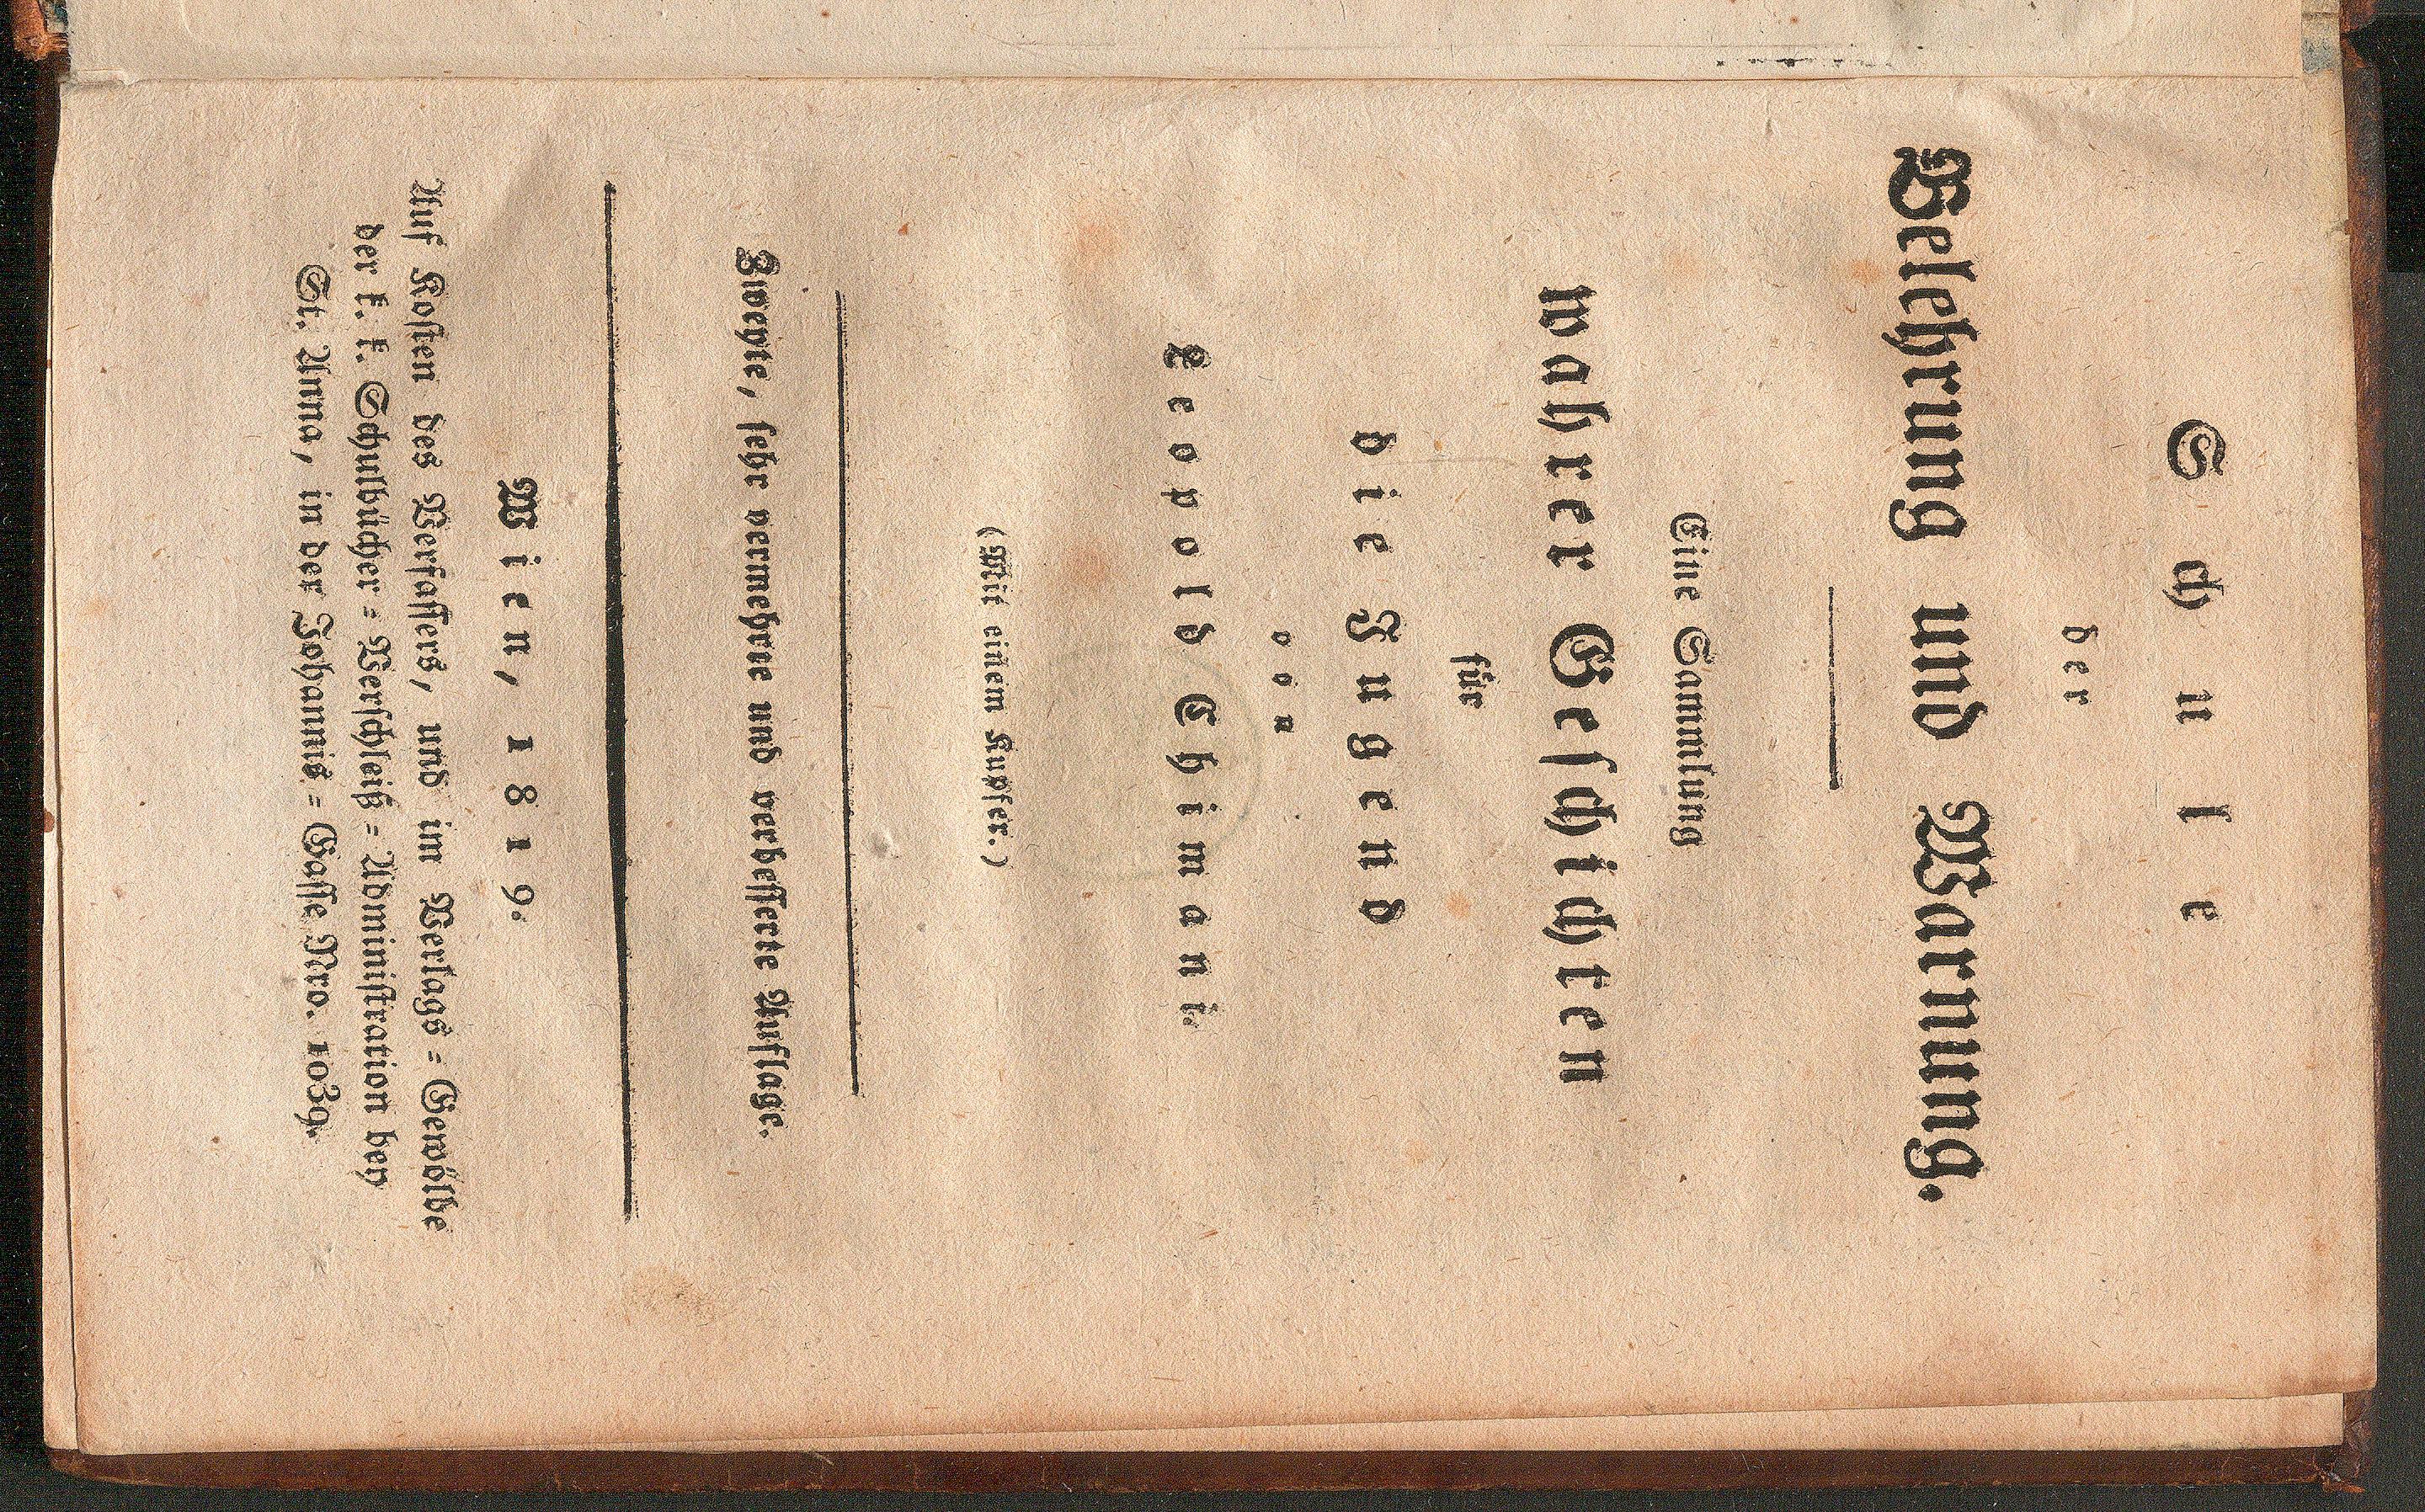 Schule
der
Belehrung und Warnung.
Eine Sammlung
wahrer Geschichten
für
die Jugend
von
Leopold Chimani.
(Mit einem Kupfer.)
Zweyte, sehr vermehrte und verbesserte Auflage.
Wien, 1819.
Auf Kosten des Verfassers, und im Verlags=Gewölbe
der k. k. Schulbücher=Verschleiß=Administration bey
St. Anna, in der Johannis=Gasse Nro. 1039.